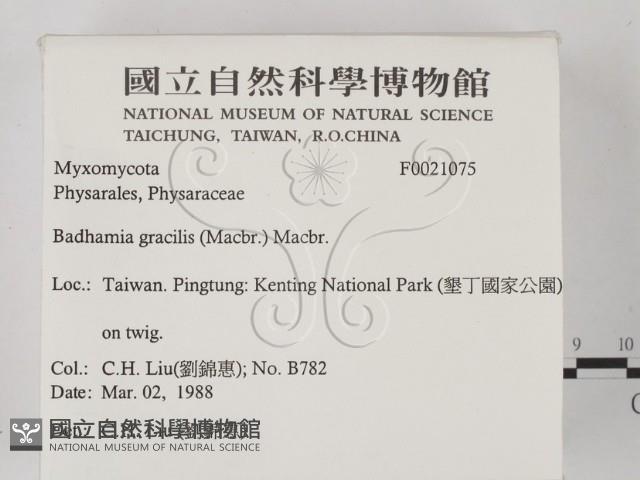 國立自然科學博物館
NATIONAL MUSEUM OF NATURAL SCIENCE
TAICHUNG, TAIWAN, R.O.CHINA
Myxomycota F0021075
Physarales, Physaraceae
Badhamia gracilis (Macbr.) Macbr.
Loc.: Taiwan. Pingtung: Kenting National Park (墾丁國家公園)
on twig.
Col.: C.H. Liu(劉錦惠); No. B782
Date: Mar. 02, 1988
國立自然科學博物館
NATIONAL MUSEUM OF NATURAL SCIENCE
9 10